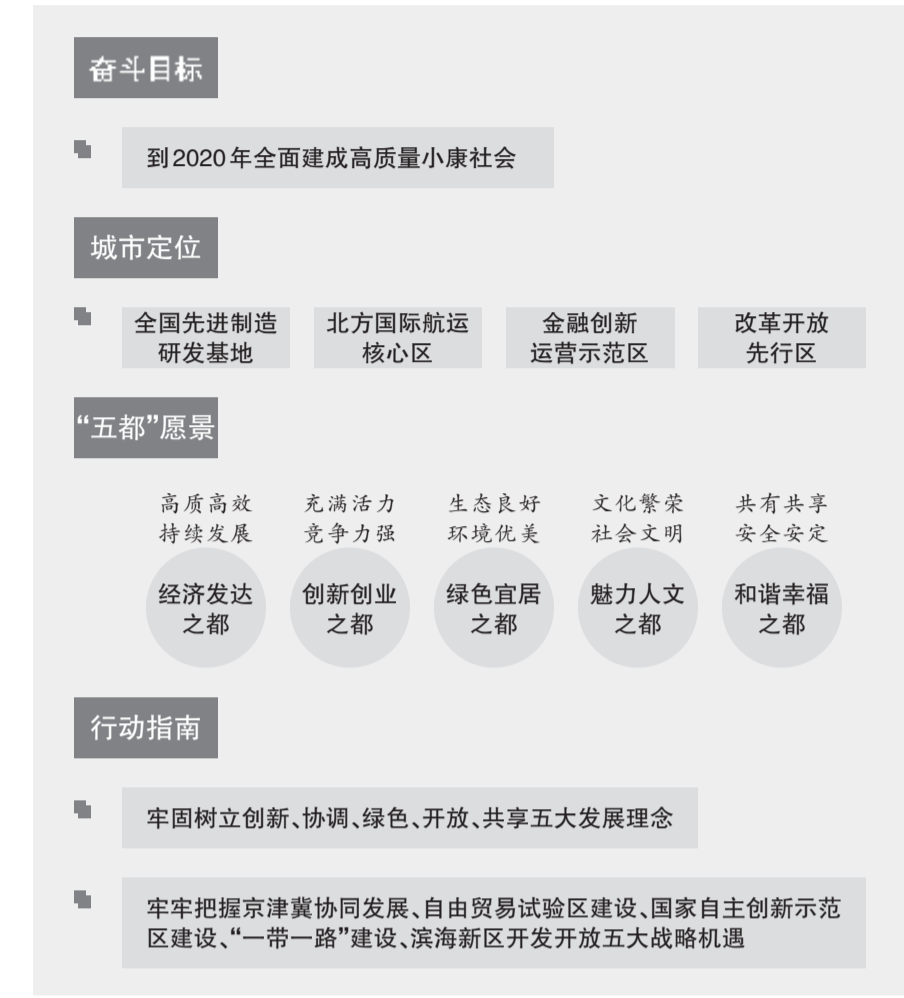 奋斗目标
到2020年全面建成高质量小康社会
城市定位
全国先进制造
研发基地
北方国际航运
核心区
金融创新
运营示范区
改革开放
先行区
“五都”愿景
高质高效
持续发展
经济发达
之都
充满活力
竞争力强
创新创业
之都
生态良好
环境优美
绿色宜居
之都
文化繁荣
社会文明
魅力人文
之都
共有共享
安全安定
和谐幸福
之都
行动指南
牢固树立创新、协调、绿色、开放、共享五大发展理念
牢牢把握京津冀协同发展、自由贸易试验区建设、国家自主创新示范
区建设、“一带一路”建设、滨海新区开发开放五大战略机遇